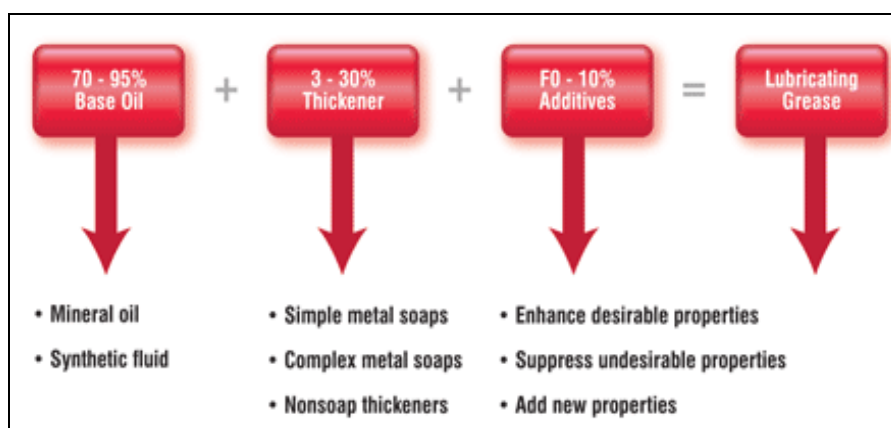 70 - 95%
Base Oil
+
3 - 30%
Thickener
+
F0 - 10%
Additives
=
Lubricating
Grease
• Mineral oil
• Synthetic fluid
• Simple metal soaps
• Complex metal soaps
• Nonsoap thickeners
• Enhance desirable properties
• Suppress undesirable properties
• Add new properties